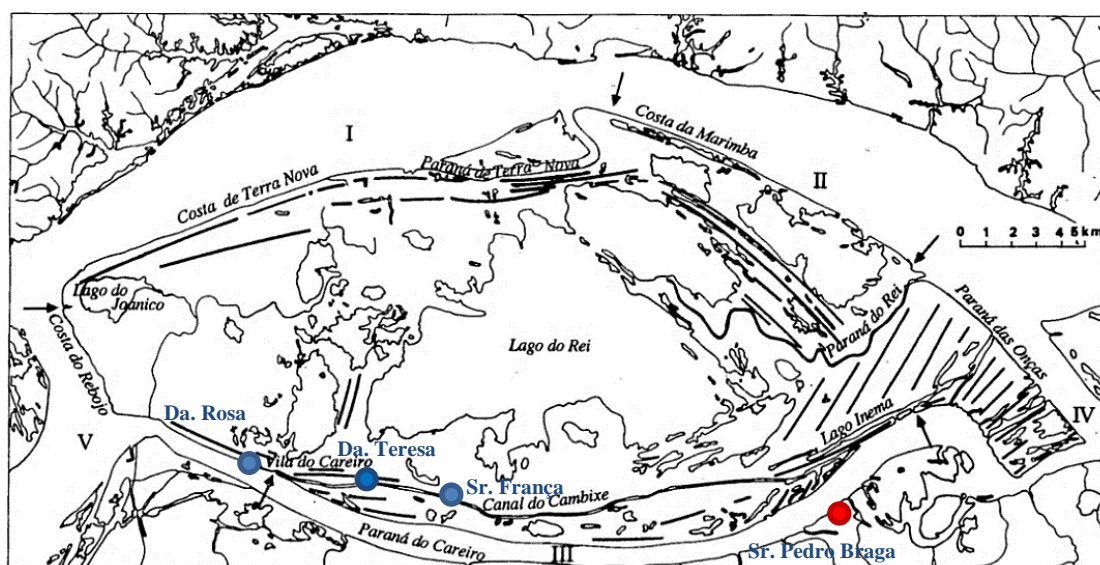 I
Costa da Marimba
Paraná de Terra Nova
Costa de Terra Nova
II
0 1 2 3 4 5 km
Lago do
Joanico
Costa do Rebojo
Paraná do Rei
Paraná das Onças
Lago do Rei
Da. Rosa
V
IV
Lago Inema
Da. Teresa
Vila do Careiro
Sr. França
Canal do Cambixe
Paraná do Careiro
III
Sr. Pedro Braga